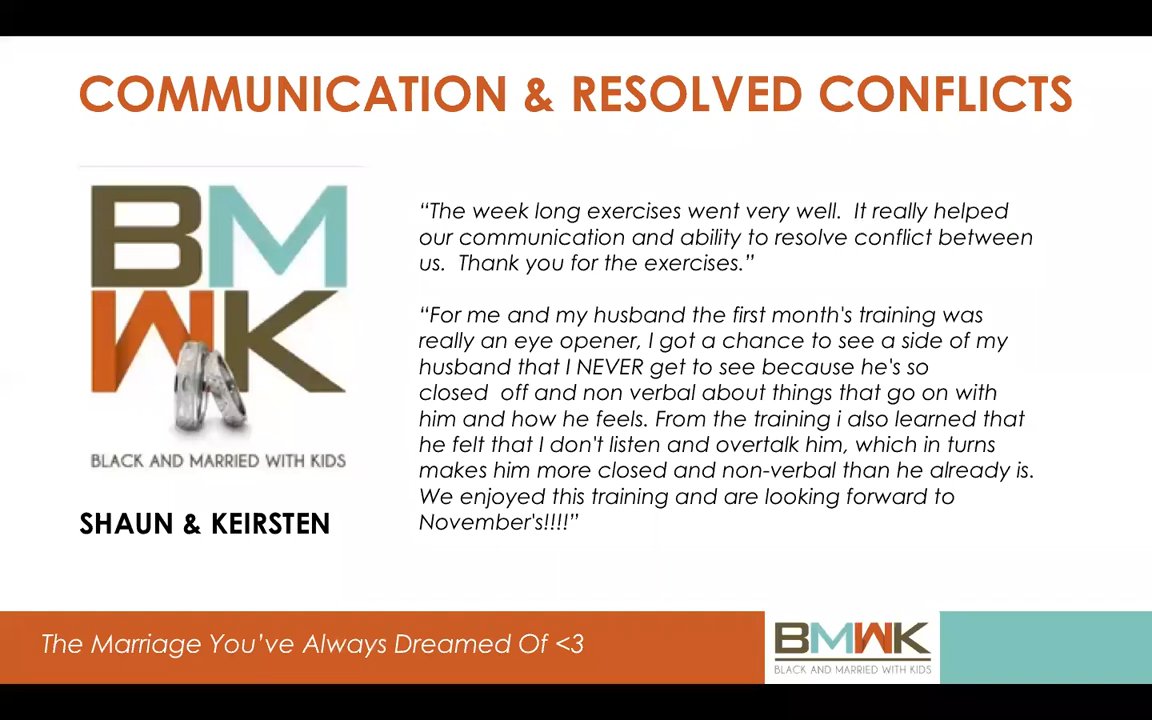 COMMUNICATION & RESOLVED CONFLICTS
BM
WK
BLACK AND MARRIED WITH KIDS
SHAUN & KEIRSTEN
“The week long exercises went very well.  It really helped
our communication and ability to resolve conflict between
us.  Thank you for the exercises.”
“For me and my husband the first month's training was
really an eye opener, I got a chance to see a side of my
husband that I NEVER get to see because he's so
closed  off and non verbal about things that go on with
him and how he feels. From the training i also learned that
he felt that I don't listen and overtalk him, which in turns
makes him more closed and non-verbal than he already is.
We enjoyed this training and are looking forward to
November's!!!!”
The Marriage You’ve Always Dreamed Of <3
BMWK
BLACK AND MARRIED WITH KIDS